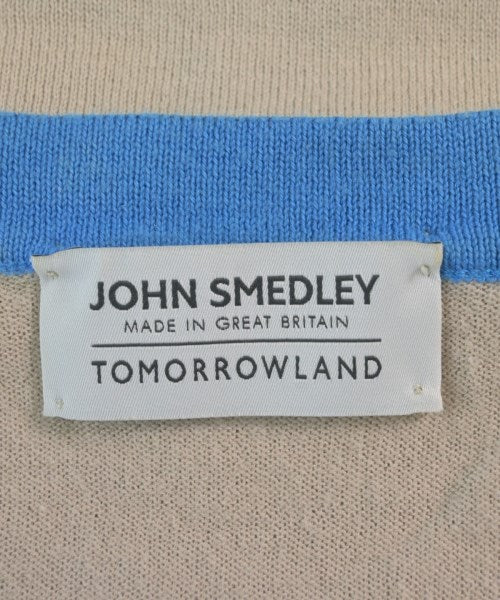 JOHN SMEDLEY
MADE IN GREAT BRITAIN
TOMORROWLAND